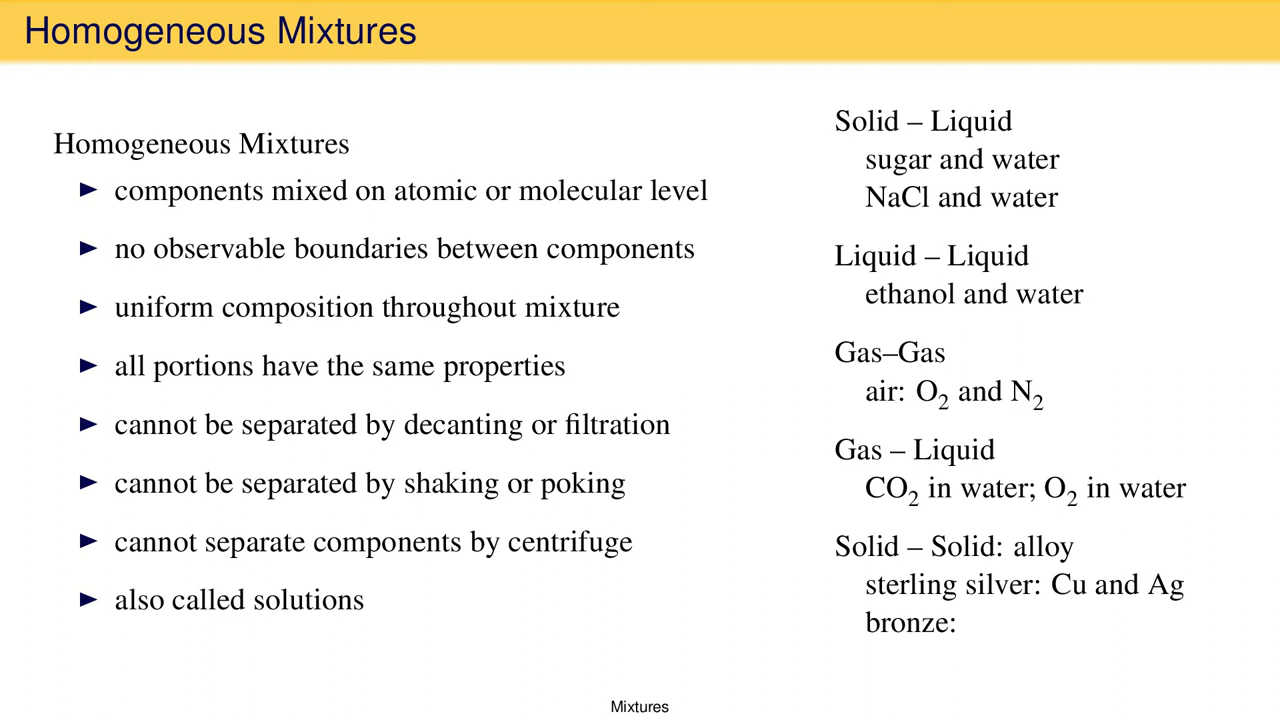 Homogeneous Mixtures
Homogeneous Mixtures
▶ components mixed on atomic or molecular level
▶ no observable boundaries between components
▶ uniform composition throughout mixture
▶ all portions have the same properties
▶ cannot be separated by decanting or filtration
▶ cannot be separated by shaking or poking
▶ cannot separate components by centrifuge
▶ also called solutions
Solid – Liquid
sugar and water
NaCl and water
Liquid – Liquid
ethanol and water
Gas–Gas
air: O₂ and N₂
Gas – Liquid
CO₂ in water; O₂ in water
Solid – Solid: alloy
sterling silver: Cu and Ag
bronze:
Mixtures